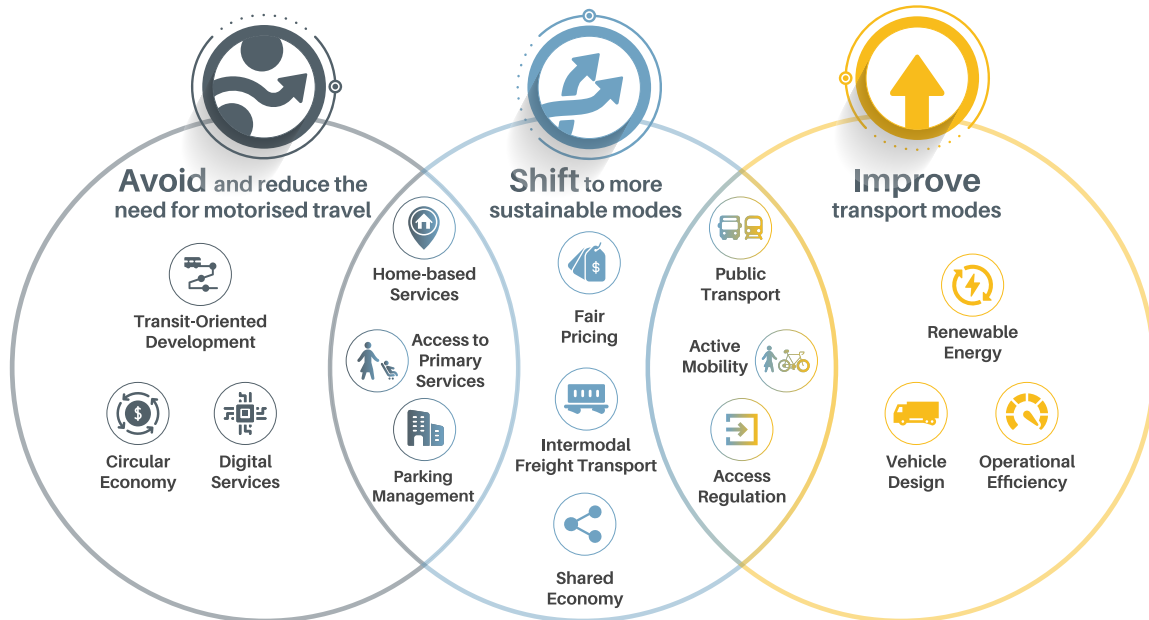 Avoid and reduce the
need for motorised travel
Transit-Oriented
Development
Circular
Economy
Digital
Services
Home-based
Services
Access to
Primary
Services
Parking
Management
Shift to more
sustainable modes
$
Fair
Pricing
Intermodal
Freight Transport
Shared
Economy
Public
Transport
Active
Mobility
Access
Regulation
Improve
transport modes
Renewable
Energy
Vehicle
Design
Operational
Efficiency
$